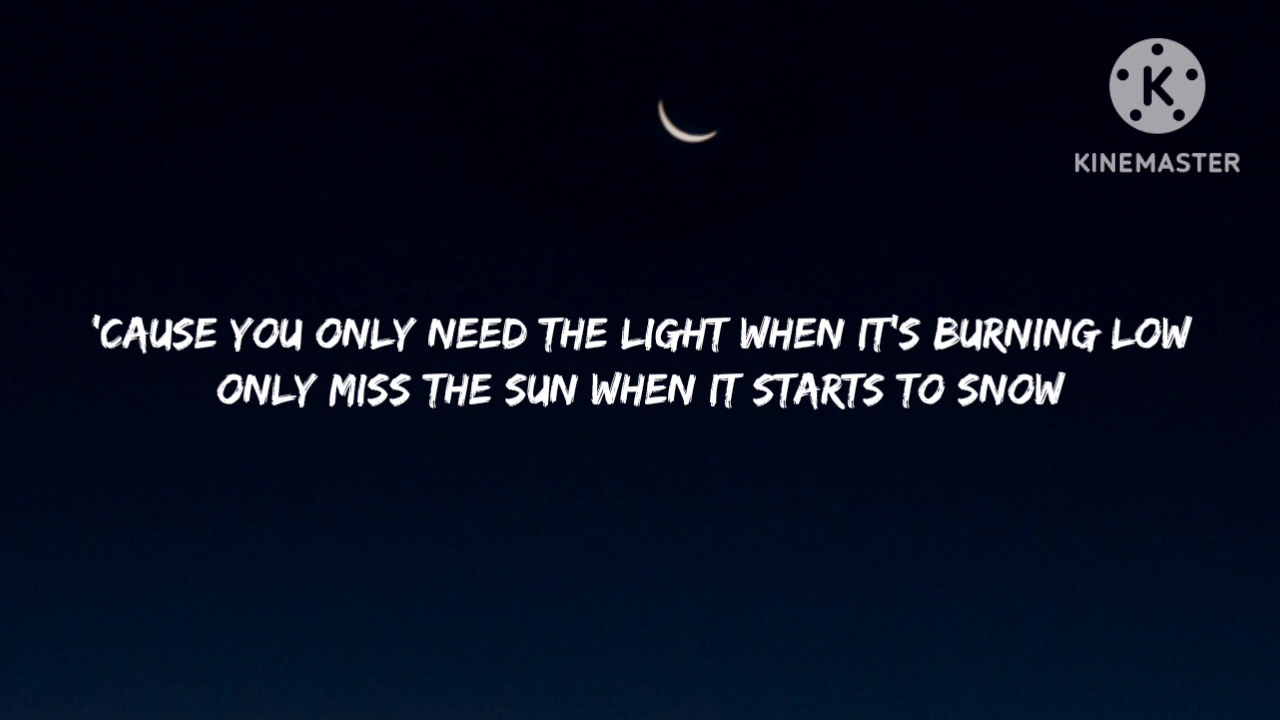 K
KINEMASTER
'CAUSE YOU ONLY NEED THE LIGHT WHEN IT'S BURNING LOW
ONLY MISS THE SUN WHEN IT STARTS TO SNOW